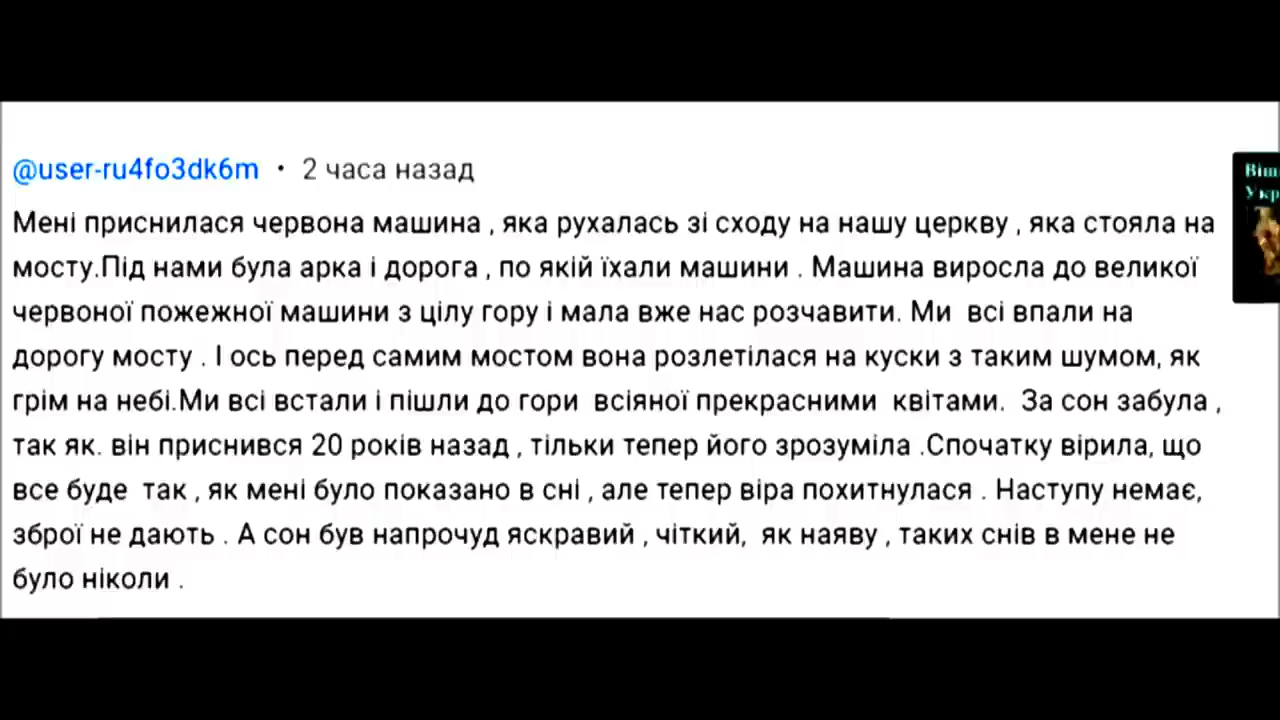 @user-ru4fo3dk6m • 2 часа назад
Мені приснилася червона машина , яка рухалась зі сходу на нашу церкву , яка стояла на
мосту.Під нами була арка і дорога , по якій їхали машини . Машина виросла до великої
червоної пожежної машини з цілу гору і мала вже нас розчавити. Ми всі впали на
дорогу мосту . І ось перед самим мостом вона розлетілася на куски з таким шумом, як
грім на небі.Ми всі встали і пішли до гори всіяної прекрасними квітами. За сон забула ,
так як. він приснився 20 років назад , тільки тепер його зрозуміла .Спочатку вірила, що
все буде так , як мені було показано в сні , але тепер віра похитнулася . Наступу немає,
зброї не дають . А сон був напрочуд яскравий , чіткий, як наяву , таких снів в мене не
було ніколи .